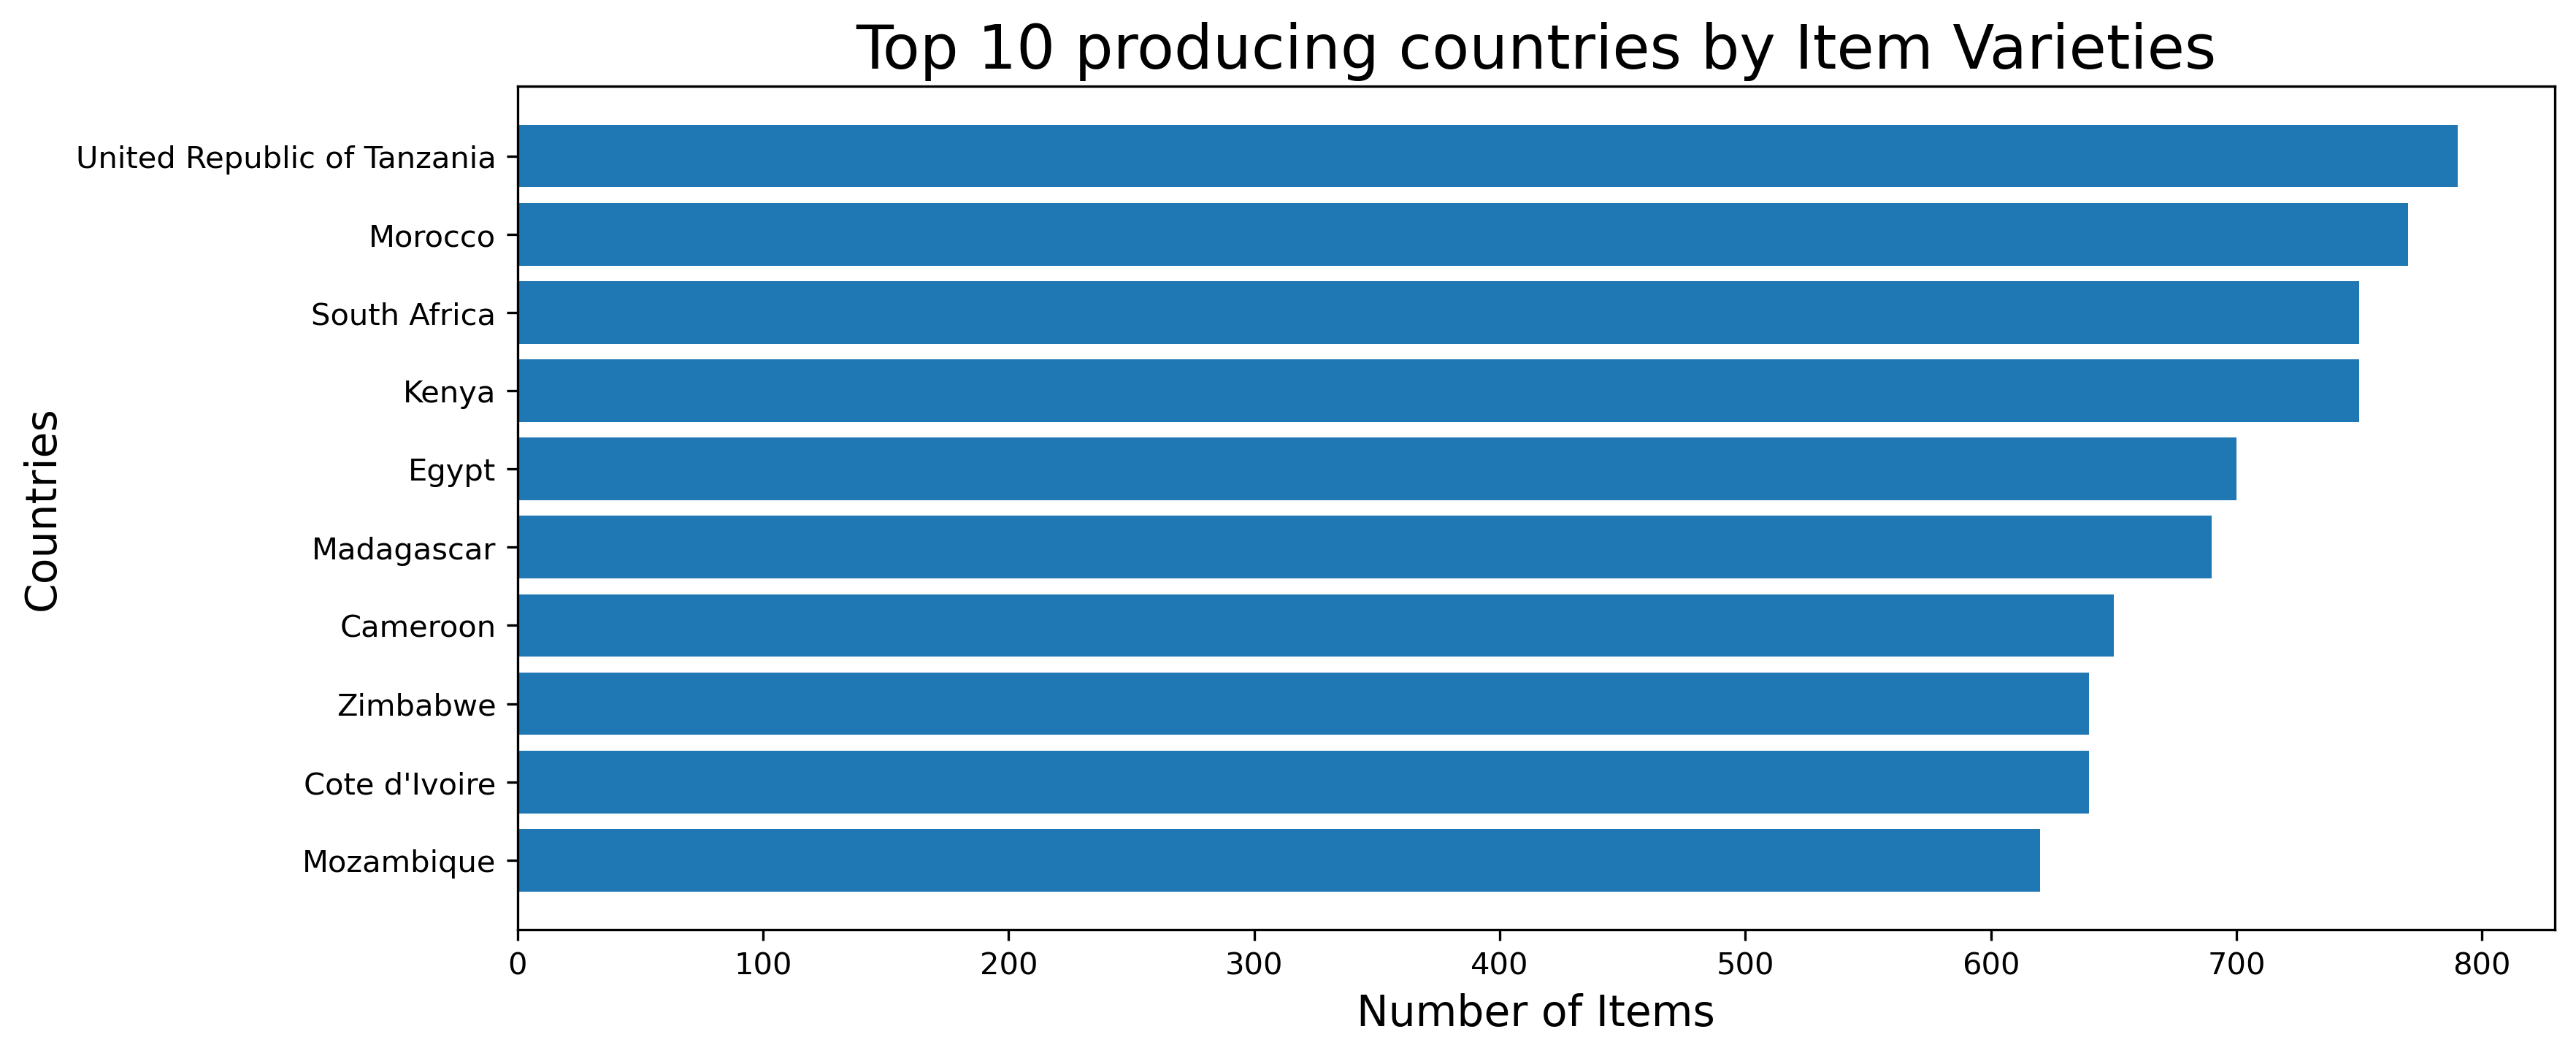 Top 10 producing countries by Item Varieties
Countries
United Republic of Tanzania
Morocco
South Africa
Kenya
Egypt
Madagascar
Cameroon
Zimbabwe
Cote d'Ivoire
Mozambique
0 100 200 300 400 500 600 700 800
Number of Items